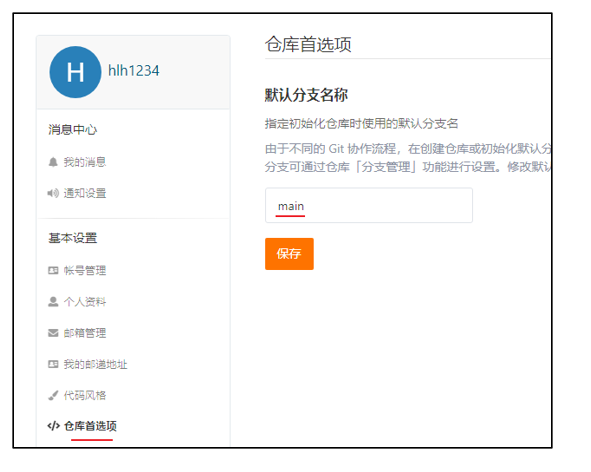 H hlh1234
消息中心
我的消息
通知设置
基本设置
帐号管理
个人资料
邮箱管理
我的邮递地址
代码风格
仓库首选项
仓库首选项
默认分支名称
指定初始化仓库时使用的默认分支名
由于不同的 Git 协作流程，在创建仓库或初始化默认分
分支可通过仓库「分支管理」功能进行设置。修改默认
main
保存